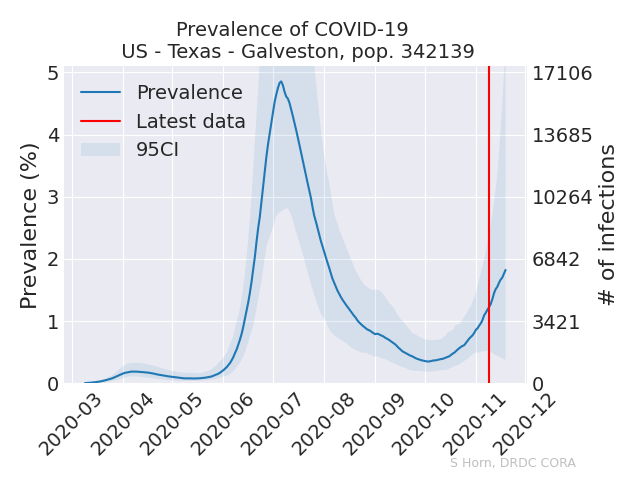 Prevalence of COVID-19
US - Texas - Galveston, pop. 342139
Prevalence
Latest data
95CI
Prevalence (%)
5
4
3
2
1
0
17106
13685
10264
6842
3421
0
# of infections
2020-03
2020-04
2020-05
2020-06
2020-07
2020-08
2020-09
2020-10
2020-11
2020-12
S Horn, DRDC CORA